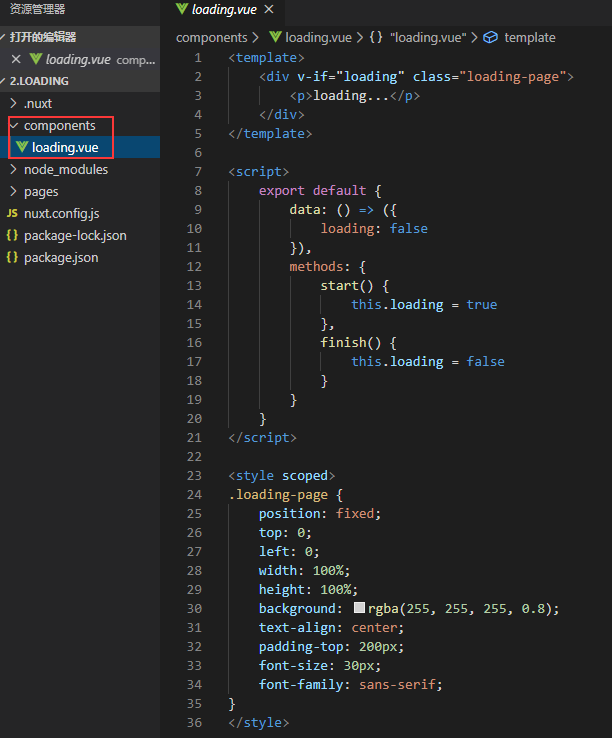 资源管理器
打开的编辑器
loading.vue compo...
2.LOADING
.nuxt
components
loading.vue
node_modules
pages
JS nuxt.config.js
{} package-lock.json
{} package.json
loading.vue
components > loading.vue > {} "loading.vue" > template
1 <template>
2     <div v-if="loading" class="loading-page">
3         <p>loading...</p>
4     </div>
5 </template>
6
7 <script>
8     export default {
9         data: () => ({
10             loading: false
11         }),
12         methods: {
13             start() {
14                 this.loading = true
15             },
16             finish() {
17                 this.loading = false
18             }
19         }
20     }
21 </script>
22
23 <style scoped>
24 .loading-page {
25     position: fixed;
26     top: 0;
27     left: 0;
28     width: 100%;
29     height: 100%;
30     background: rgba(255, 255, 255, 0.8);
31     text-align: center;
32     padding-top: 200px;
33     font-size: 30px;
34     font-family: sans-serif;
35 }
36 </style>